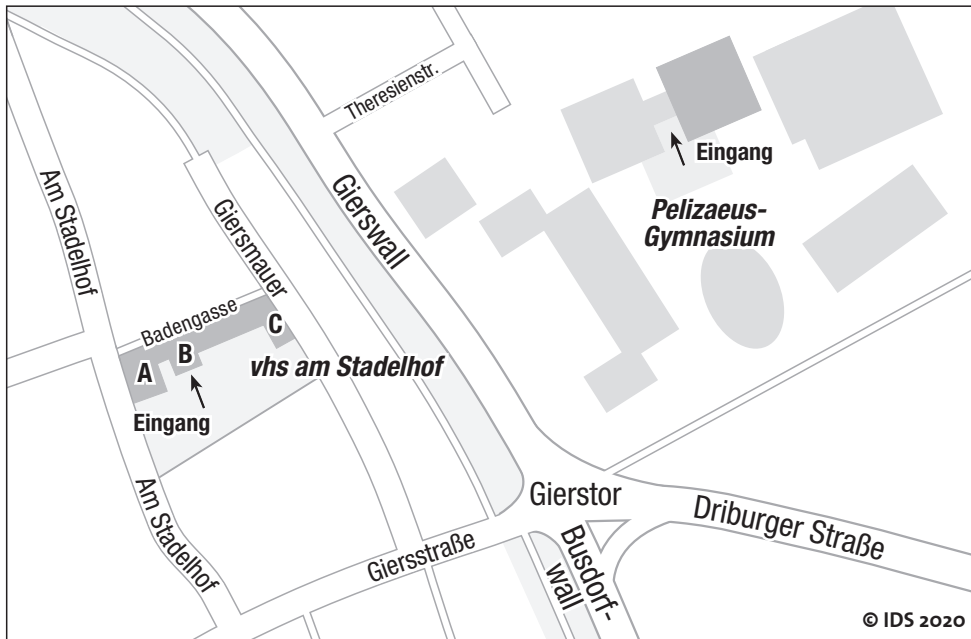 Theresienstr.
Eingang
Am Stadelhof
Giersmauer
Gierswall
Pelizaeus-
Gymnasium
Badengasse
C
B
A
vhs am Stadelhof
Eingang
Am Stadelhof
Gierstor
Driburger Straße
Giersstraße
Busdorf-
wall
© IDS 2020